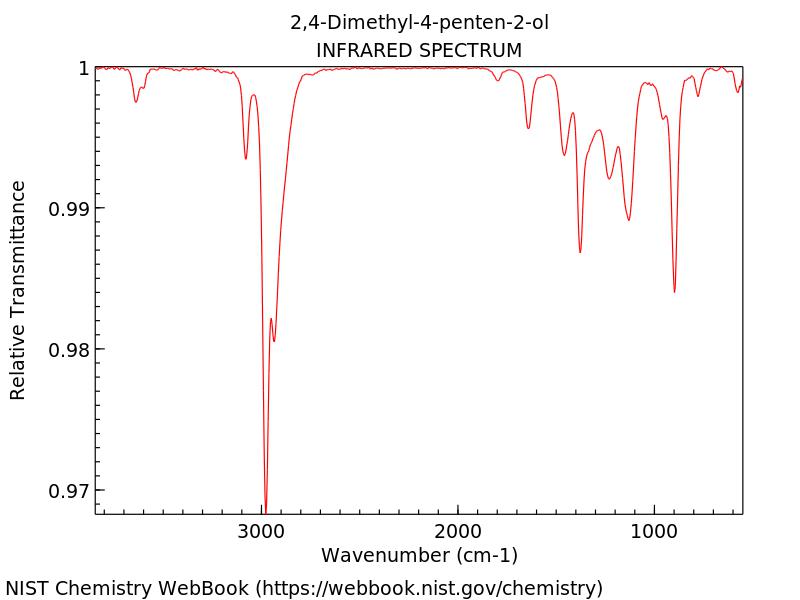 2,4-Dimethyl-4-penten-2-ol
INFRARED SPECTRUM
1
0.99
0.98
0.97
Relative Transmittance
3000 2000 1000
Wavenumber (cm-1)
NIST Chemistry WebBook (https://webbook.nist.gov/chemistry)